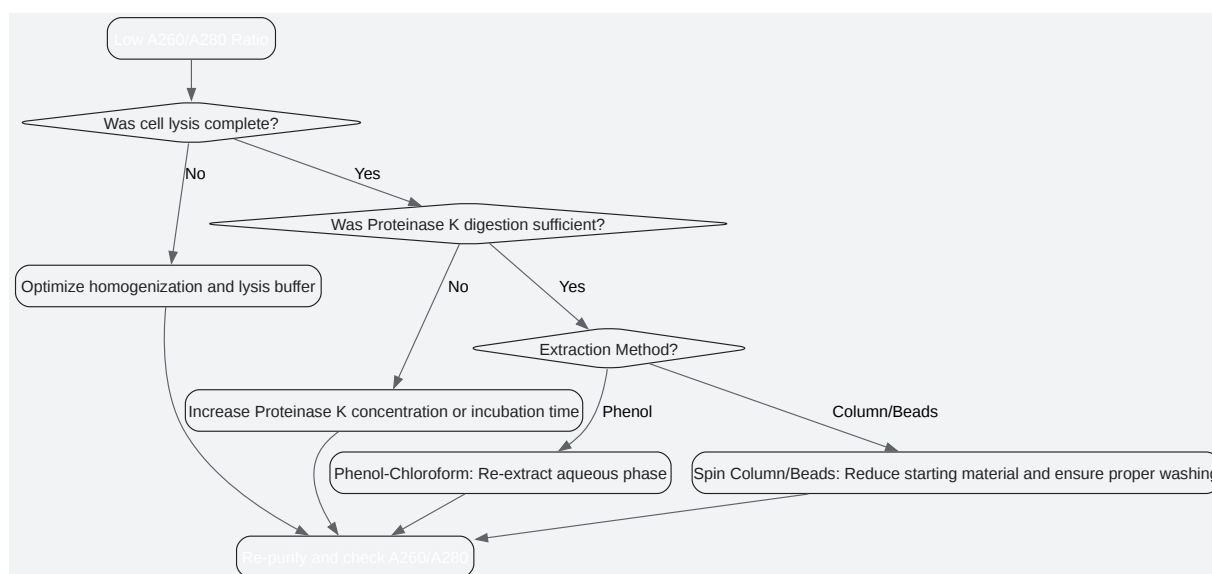 Low A260/A280 Ratio
Was cell lysis complete?
No
Yes
Was Proteinase K digestion sufficient?
Optimize homogenization and lysis buffer
No
Yes
Extraction Method?
Increase Proteinase K concentration or incubation time
Phenol
Column/Beads
Phenol-Chloroform: Re-extract aqueous phase
Spin Column/Beads: Reduce starting material and ensure proper washing
Re-purify and check A260/A280